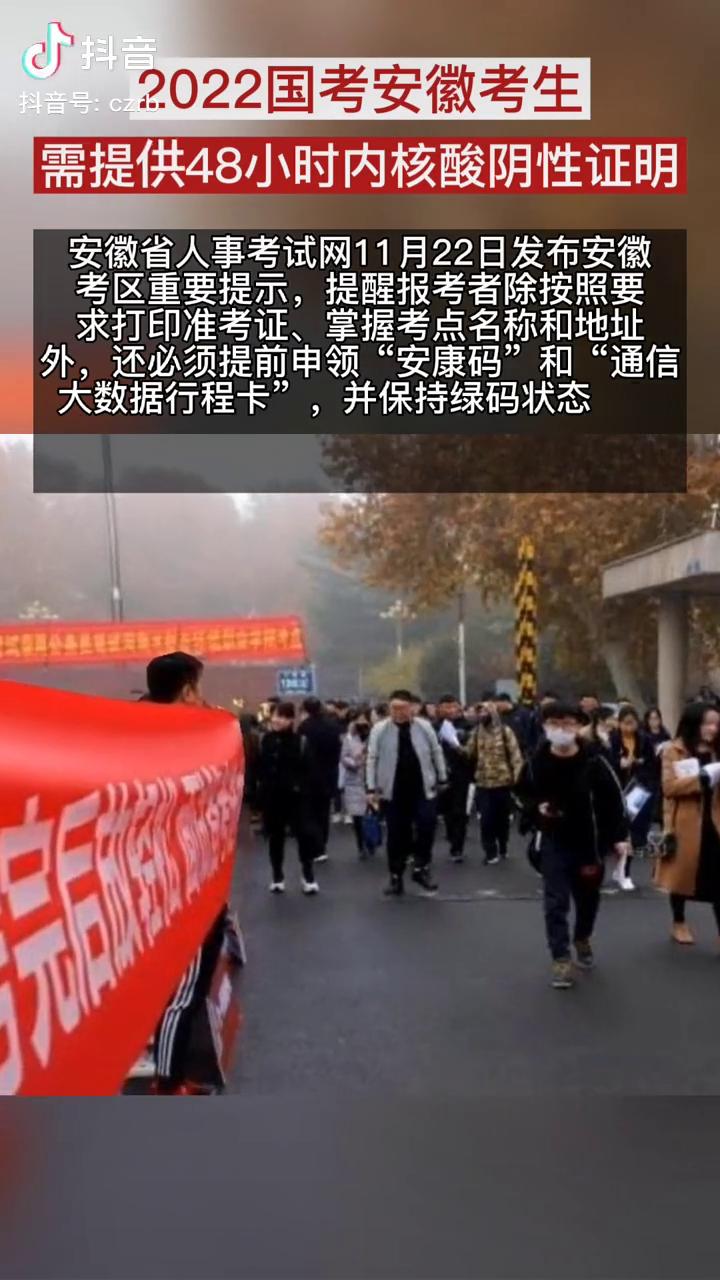 抖音
抖音号: czrb
2022国考安徽考生
需提供48小时内核酸阴性证明
安徽省人事考试网11月22日发布安徽
考区重要提示，提醒报考者除按照要
求打印准考证、掌握考点名称和地址
外，还必须提前申领“安康码”和“通信
大数据行程卡”，并保持绿码状态